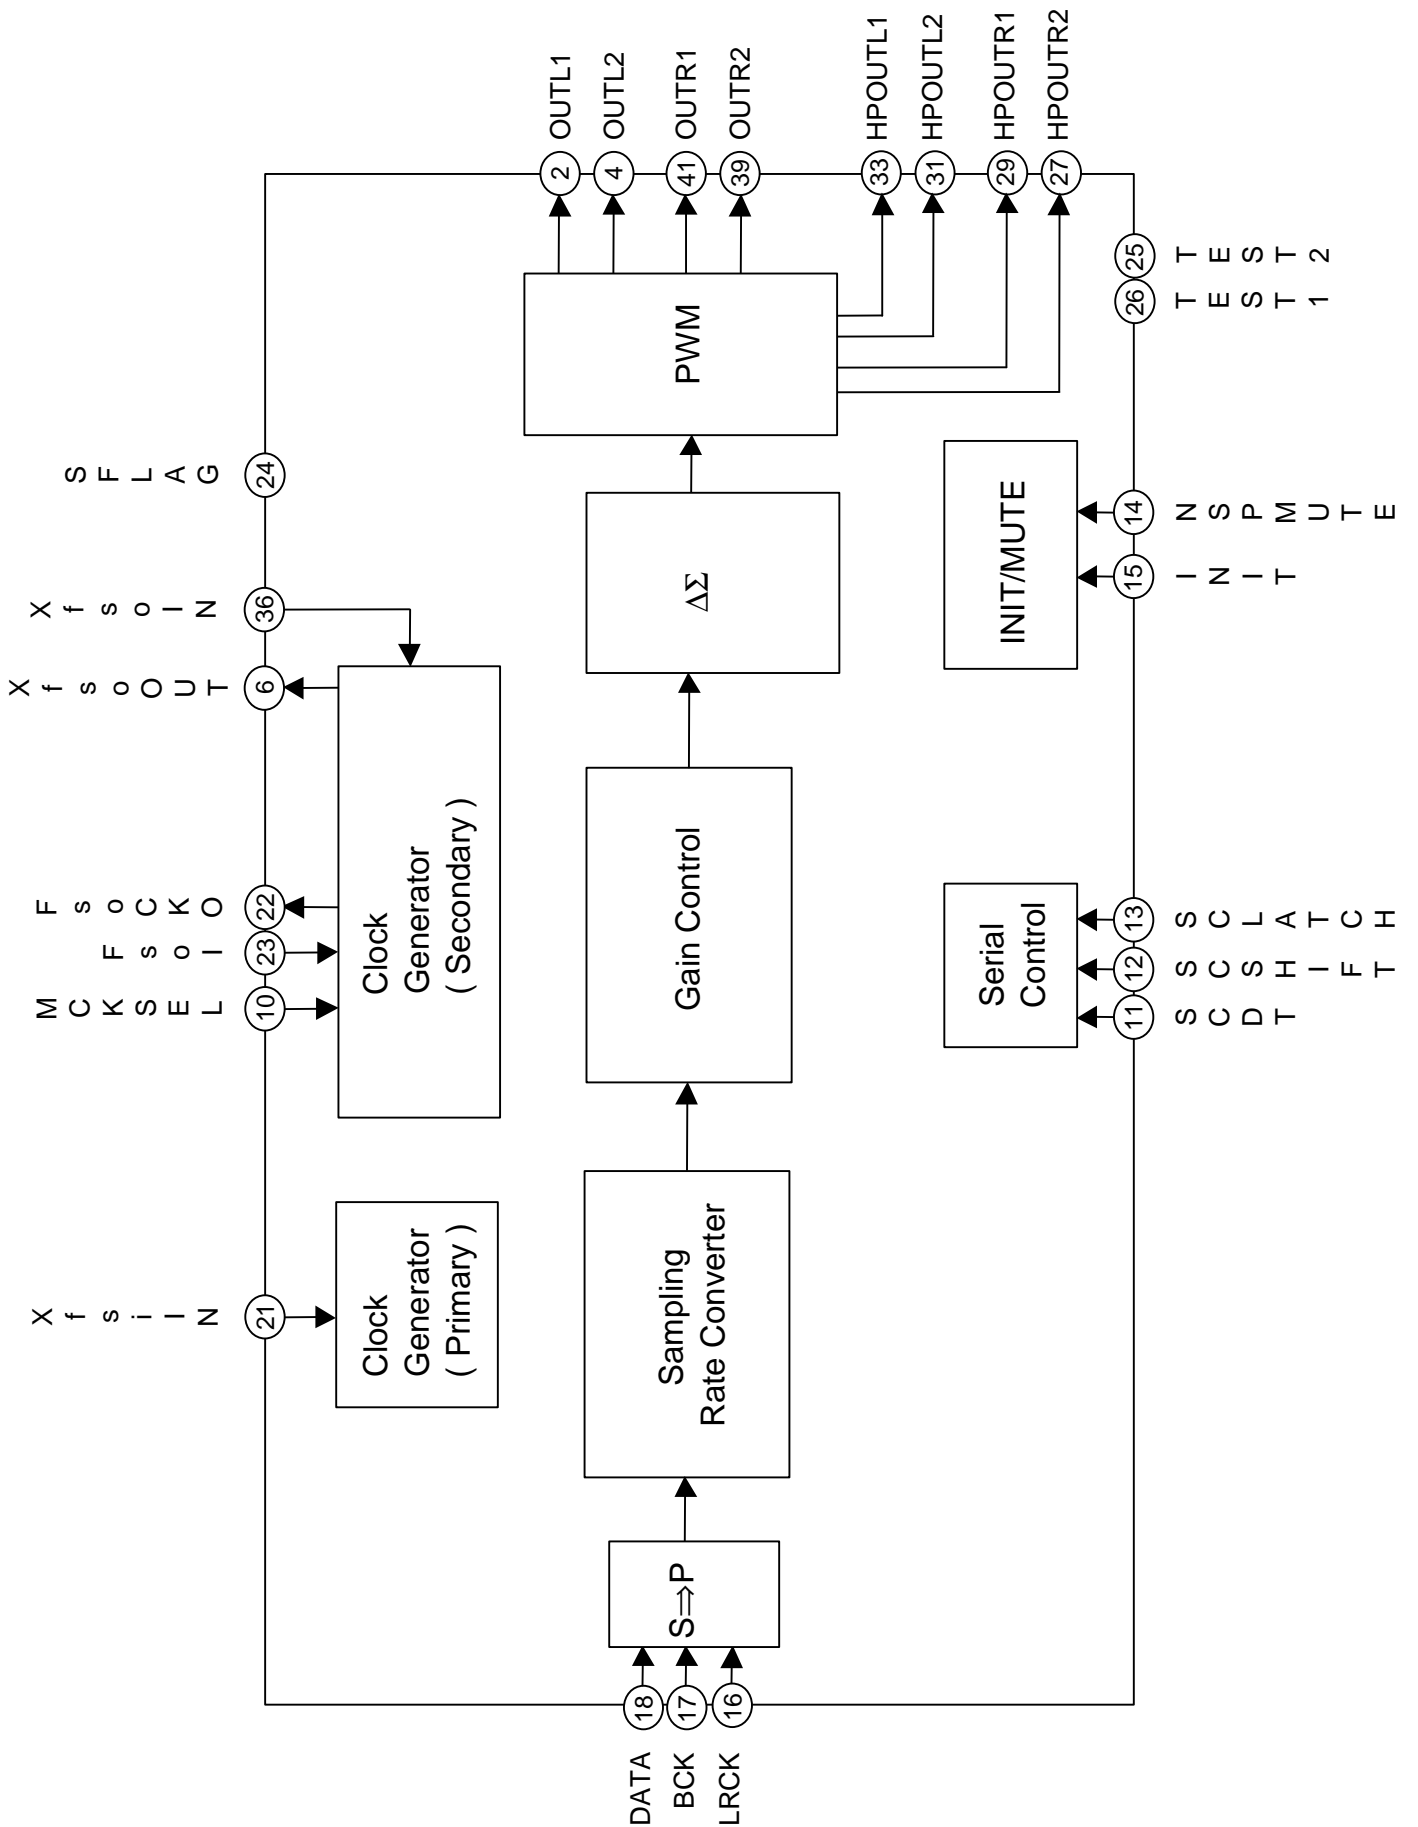 XfsiIN
MCKSEL
FsoI
FsoCKO
XfsoOUT
XfsoIN
SFLAG
21
10
23
22
6
36
24
Clock
Generator
( Primary )
Clock
Generator
( Secondary )
DATA
BCK
LRCK
18
17
16
S⇒P
Sampling
Rate Converter
Gain Control
ΔΣ
PWM
2
4
41
39
33
31
29
27
OUTL1
OUTL2
OUTR1
OUTR2
HPOUTL1
HPOUTL2
HPOUTR1
HPOUTR2
Serial
Control
INIT/MUTE
11
12
13
15
14
26
25
SCDT
SCSHIFT
SCLATCH
INIT
NSPMUTE
TEST1
TEST2